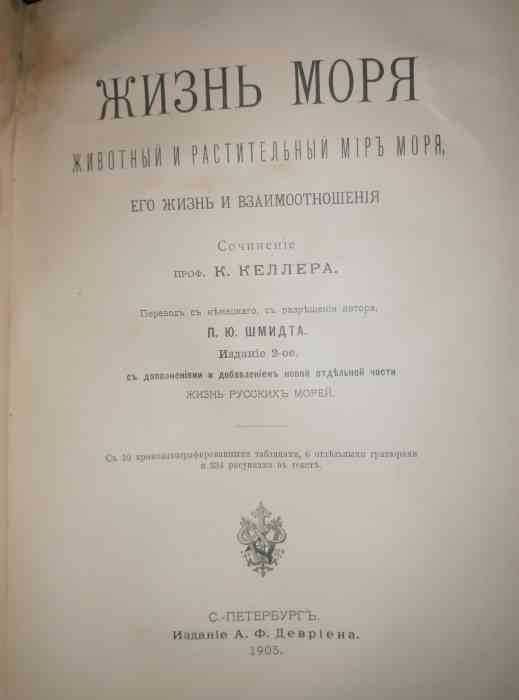 ЖИЗНЬ МОРЯ
ЖИВОТНЫЙ И РАСТИТЕЛЬНЫЙ МІРЪ МОРЯ,
ЕГО ЖИЗНЬ И ВЗАИМООТНОШЕНІЯ
Сочиненіе
ПРОФ. К. КЕЛЛЕРА.
Переводъ съ нѣмецкаго, съ разрѣшенія автора,
П. Ю. ШМИДТА.
Изданіе 2-ое,
съ дополненіями и добавленіемъ новой отдѣльной части
ЖИЗНЬ РУССКИХЪ МОРЕЙ.
Съ 10 хромолитографированными таблицами, 6 отдѣльными гравюрами
и 334 рисунками въ текстѣ.
С.-ПЕТЕРБУРГЪ.
Изданіе А. Ф. Девріена.
1905.